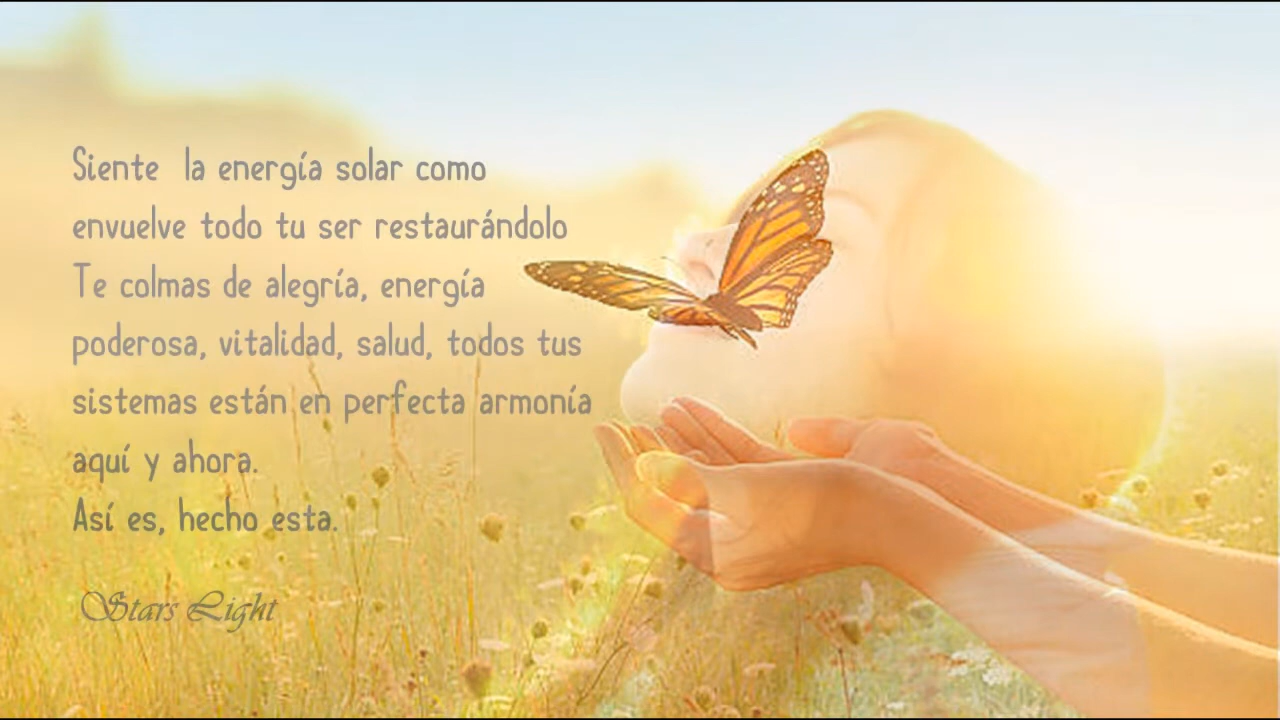 Siente  la energía solar como
envuelve todo tu ser restaurándolo
Te colmas de alegría, energía
poderosa, vitalidad, salud, todos tus
sistemas están en perfecta armonía
aquí y ahora.
Así es, hecho esta.
Stars Light